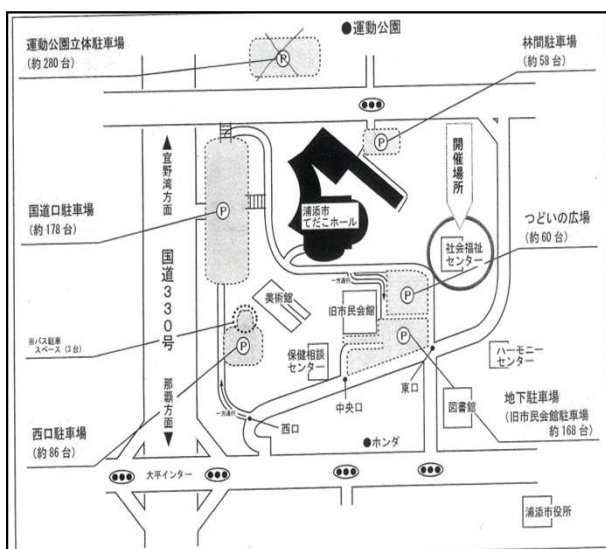 運動公園立体駐車場
(約280台)
●運動公園
林間駐車場
(約58台)
P
P
▲宜野湾方面
開催場所
国道口駐車場
(約178台)
P
浦添市
てだこホール
つどいの広場
(約60台)
社会福祉
センター
国道330号
一方通行
P
美術館
旧市民会館
P
※バス駐車
スペース(3台)
P
保健相談
センター
ハーモニー
センター
那覇方面▼
東口
中央口
図書館
地下駐車場
(旧市民会館駐車場
約168台)
一方通行
西口
西口駐車場
(約86台)
●ホンダ
大平インター
浦添市役所